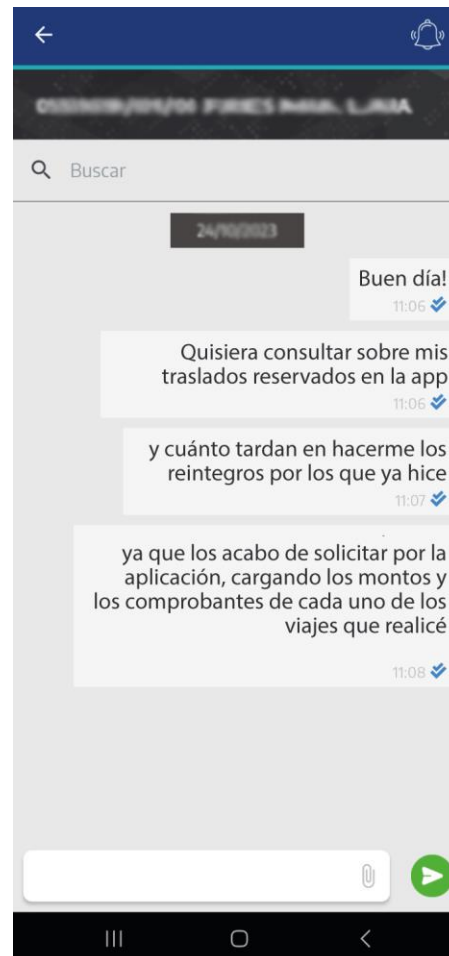 Buscar
24/10/2023
Buen día!
11:06
Quisiera consultar sobre mis
traslados reservados en la app
11:06
y cuánto tardan en hacerme los
reintegros por los que ya hice
11:07
ya que los acabo de solicitar por la
aplicación, cargando los montos y
los comprobantes de cada uno de los
viajes que realicé
11:08